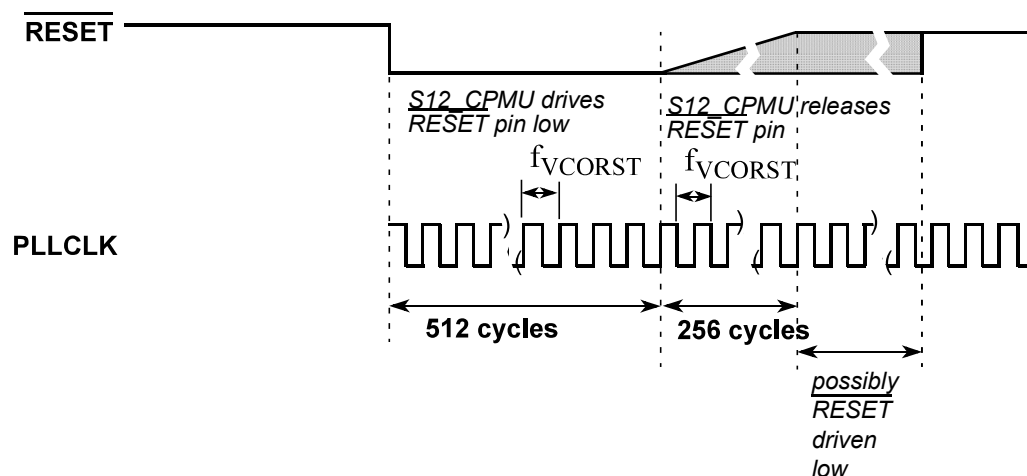 RESET
S12_CPMU drives
RESET pin low
S12_CPMU releases
RESET pin
fVCORST
fVCORST
PLLCLK
512 cycles
256 cycles
possibly
RESET
driven
low